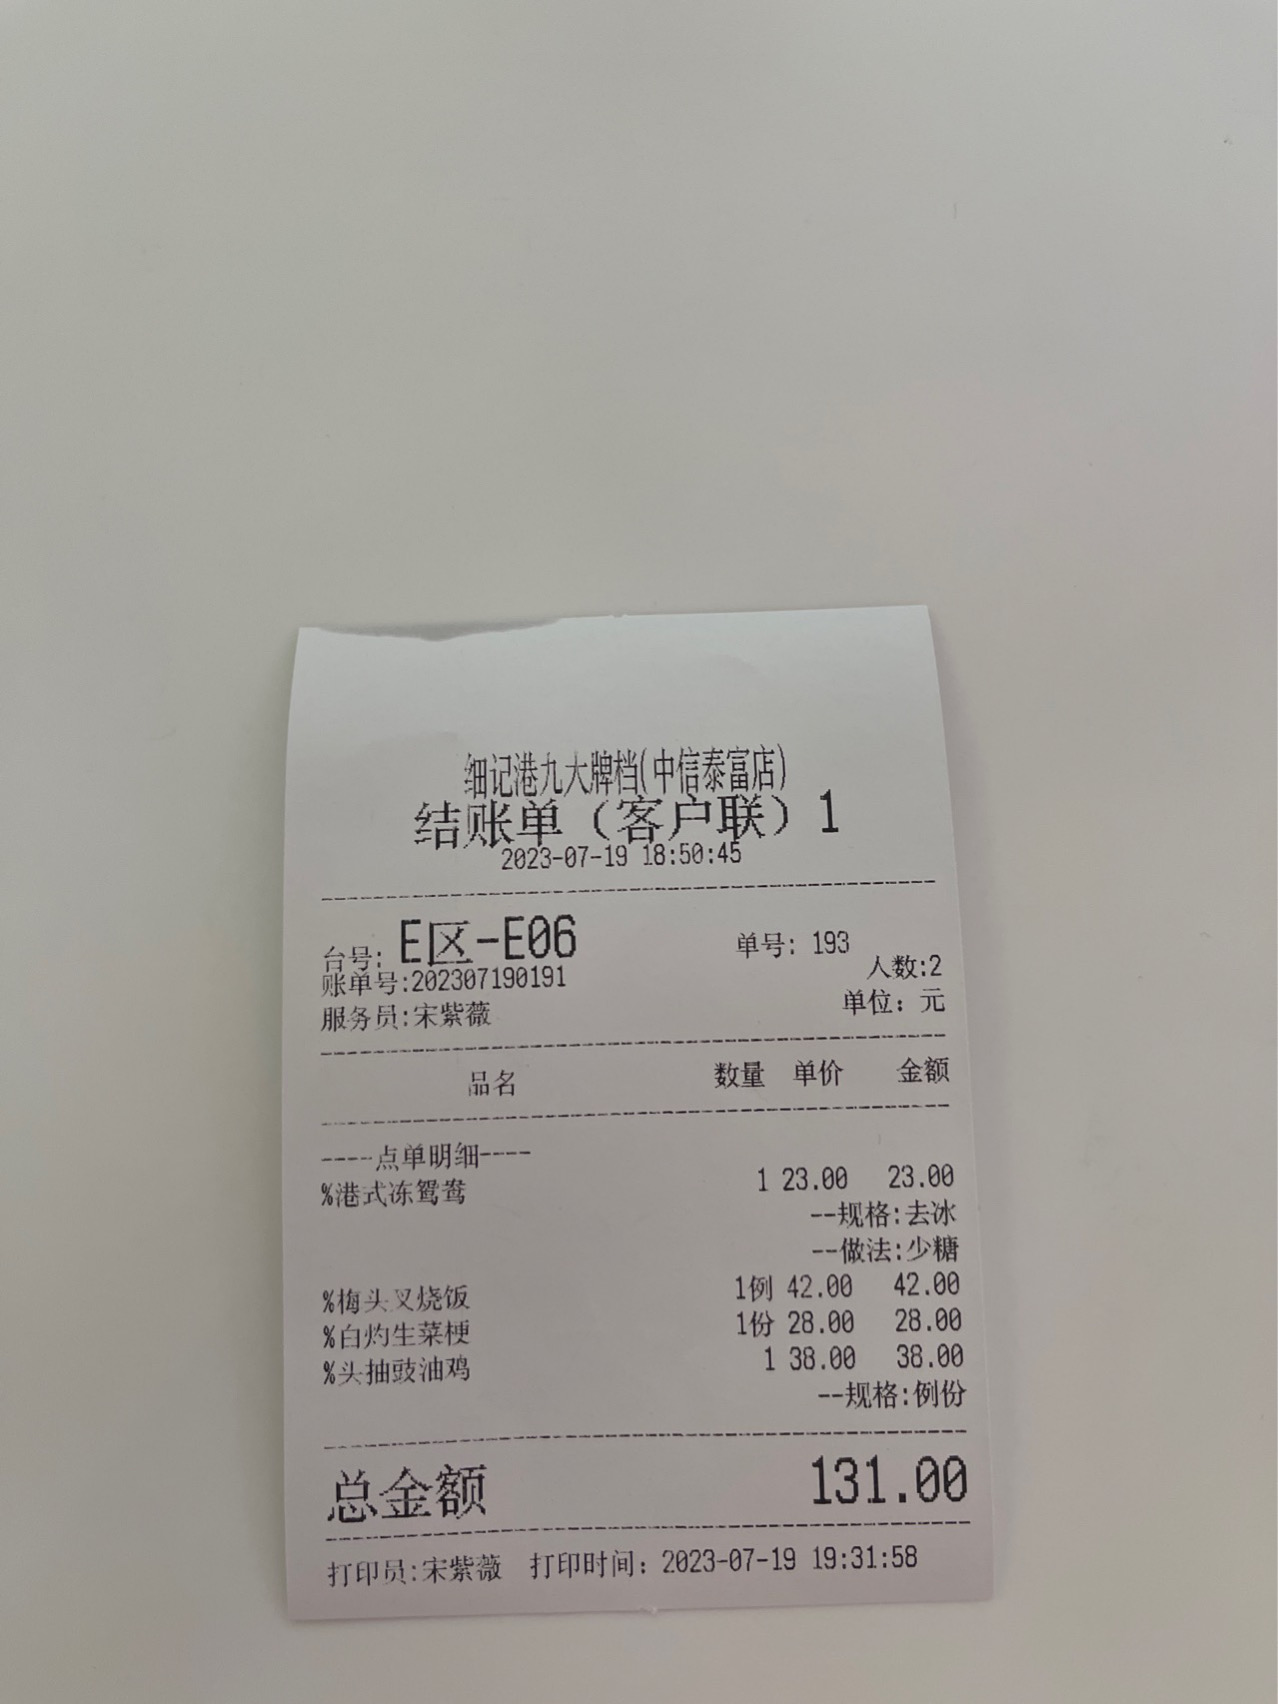 细记港九大牌档(中信泰富店)
结账单（客户联）1
2023-07-19 18:50:45
台号: E区-E06 单号: 193
账单号:202307190191 人数:2
服务员:宋紫薇 单位: 元
品名 数量 单价 金额
----点单明细----
%港式冻鸳鸯 1 23.00 23.00
--规格:去冰
--做法:少糖
%梅头叉烧饭 1例 42.00 42.00
%白灼生菜梗 1份 28.00 28.00
%头抽豉油鸡 1 38.00 38.00
--规格:例份
总金额 131.00
打印员:宋紫薇 打印时间: 2023-07-19 19:31:58